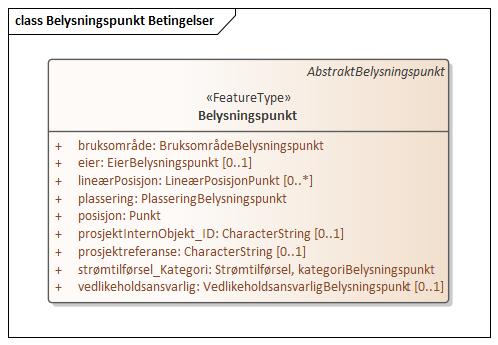 class Belysningspunkt Betingelser
AbstraktBelysningspunkt
«FeatureType»
Belysningspunkt
+ bruksområde: BruksområdeBelysningspunkt
+ eier: EierBelysningspunkt [0..1]
+ lineærPosisjon: LineærPosisjonPunkt [0..*]
+ plassering: PlasseringBelysningspunkt
+ posisjon: Punkt
+ prosjektInternObjekt_ID: CharacterString [0..1]
+ prosjektreferanse: CharacterString [0..1]
+ strømtilførsel_Kategori: Strømtilførsel, kategoriBelysningspunkt
+ vedlikeholdsansvarlig: VedlikeholdsansvarligBelysningspunkt [0..1]